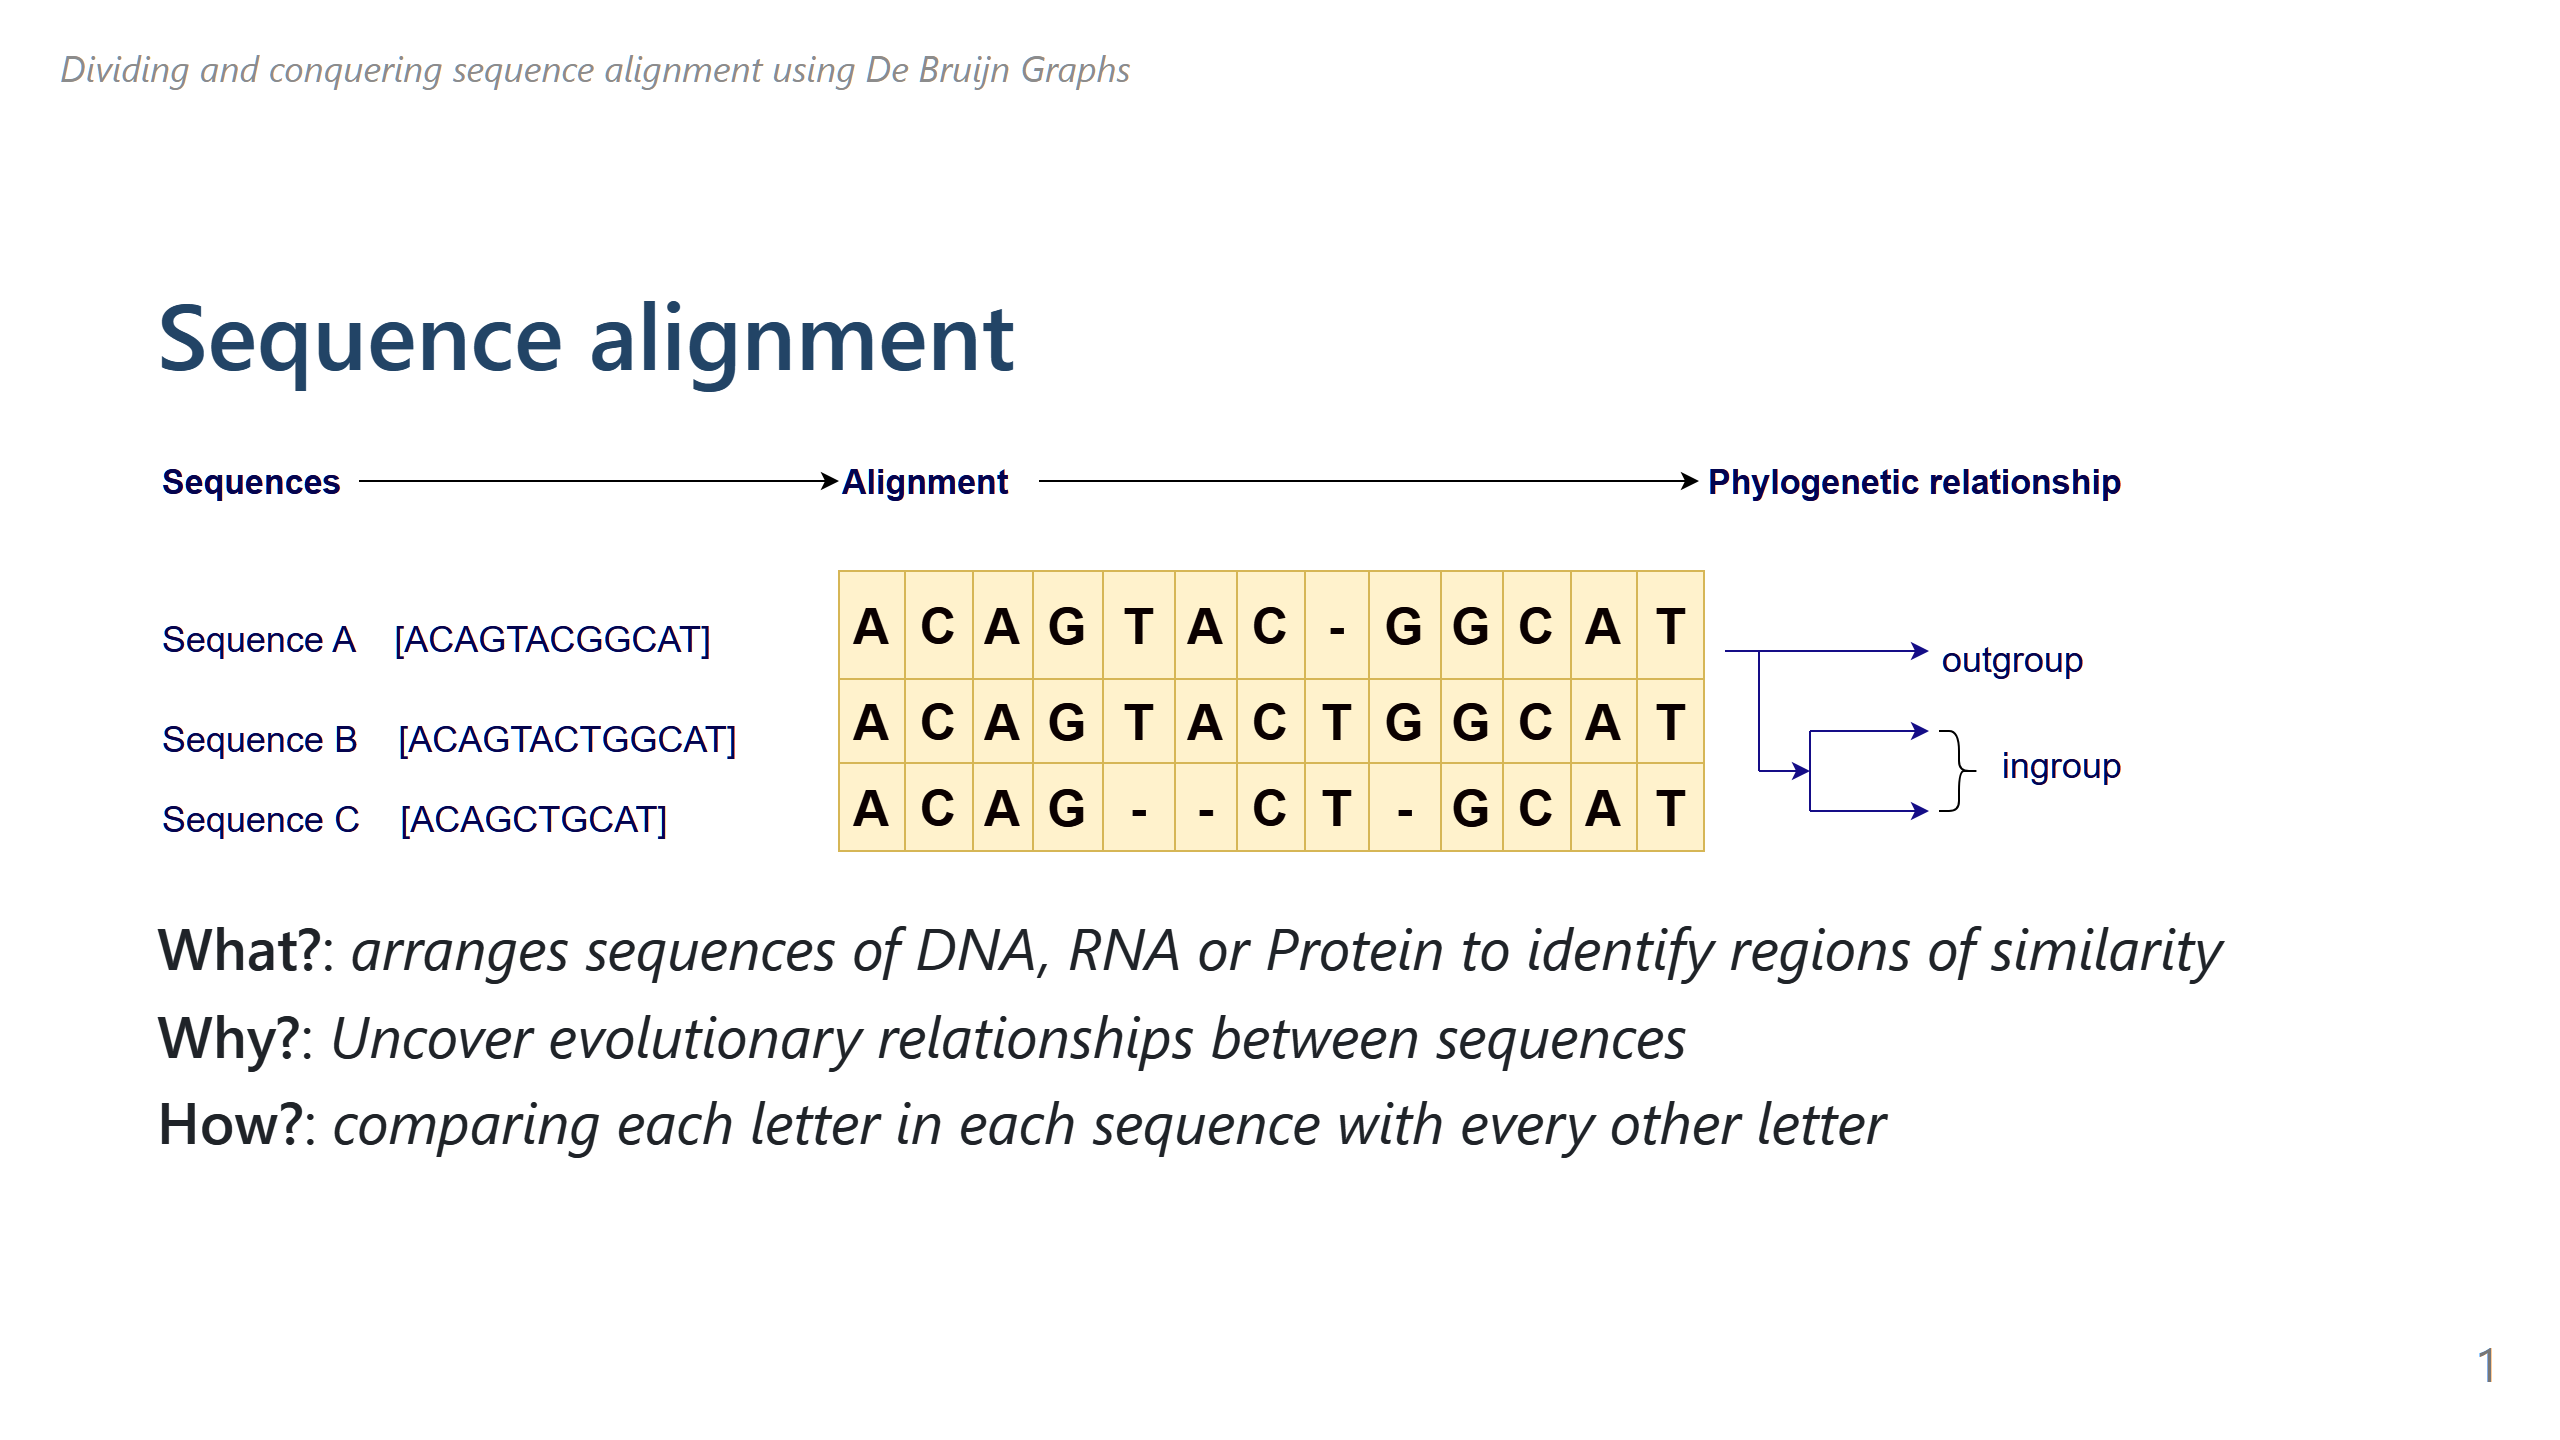 Dividing and conquering sequence alignment using De Bruijn Graphs
Sequence alignment
Sequences Alignment Phylogenetic relationship
Sequence A [ACAGTACGGCAT] A C A G T A C - G G C A T outgroup
Sequence B [ACAGTACTGGCAT] A C A G T A C T G G C A T ingroup
Sequence C [ACAGCTGCAT] A C A G - - C T - G C A T
What?: arranges sequences of DNA, RNA or Protein to identify regions of similarity
Why?: Uncover evolutionary relationships between sequences
How?: comparing each letter in each sequence with every other letter
1